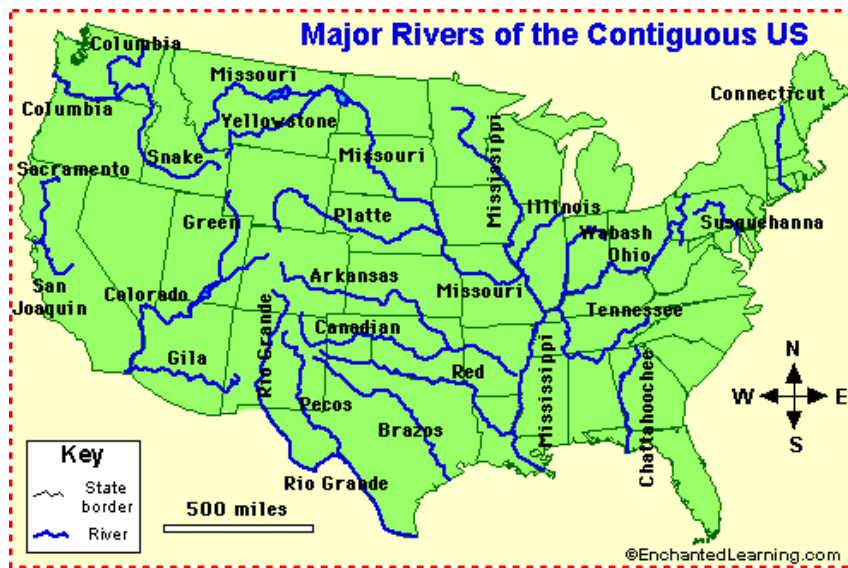 Major Rivers of the Contiguous US
Columbia
Missouri
Columbia
Yellowstone
Connecticut
Mississippi
Snake
Missouri
Sacramento
Illinois
Green
Platte
Wabash
Susquehanna
Ohio
San
Joaquin
Colorado
Arkansas
Missouri
Tennessee
Canadian
Gila
Rio Grande
Red
Mississippi
Chattahoochee
Pecos
Brazos
Rio Grande
N
W
E
S
Key
State
border
River
500 miles
©EnchantedLearning.com